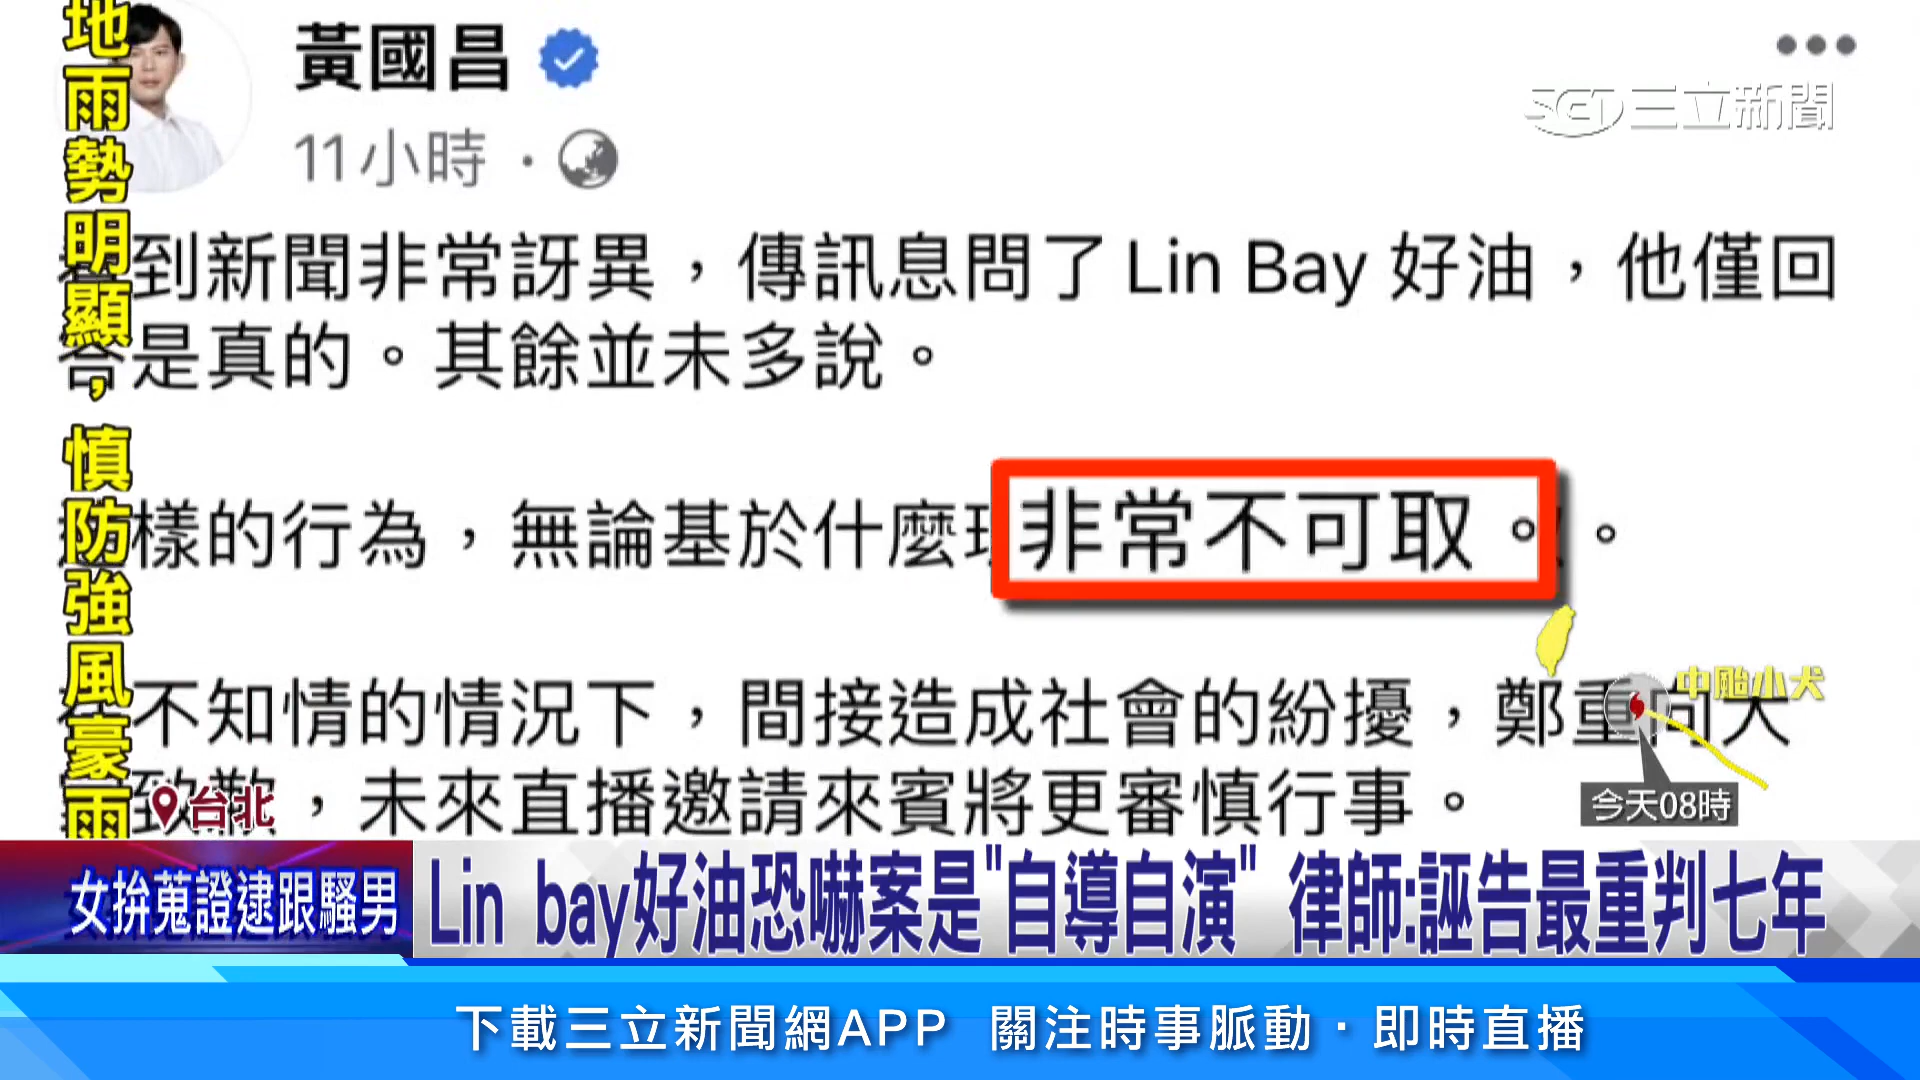 黃國昌
11小時
SET三立新聞
到新聞非常訝異，傳訊息問了Lin Bay 好油，他僅回
是真的。其餘並未多說。
樣的行為，無論基於什麼
非常不可取。
不知情的情況下，間接造成社會的紛擾，鄭重向大
致歉，未來直播邀請來賓將更審慎行事。
地雨勢明顯，慎防強風豪雨
中颱小犬
今天08時
台北
女拚蒐證逮跟騷男
Lin bay好油恐嚇案是"自導自演" 律師:誣告最重判七年
下載三立新聞網APP 關注時事脈動·即時直播